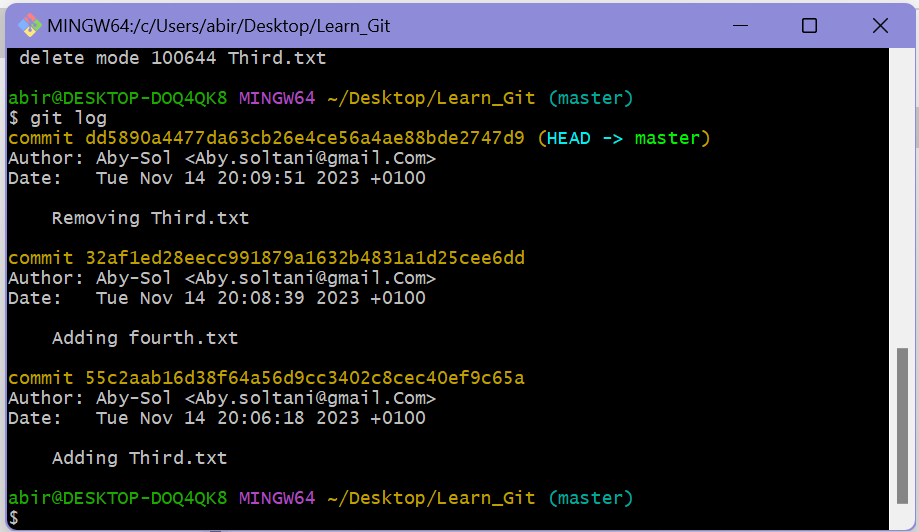 MINGW64:/c/Users/abir/Desktop/Learn_Git
delete mode 100644 Third.txt
abir@DESKTOP-DOQ4QK8 MINGW64 ~/Desktop/Learn_Git (master)
$ git log
commit dd5890a4477da63cb26e4ce56a4ae88bde2747d9 (HEAD -> master)
Author: Aby-Sol <Aby.soltani@gmail.Com>
Date:   Tue Nov 14 20:09:51 2023 +0100
Removing Third.txt
commit 32af1ed28eecc991879a1632b4831a1d25cee6dd
Author: Aby-Sol <Aby.soltani@gmail.Com>
Date:   Tue Nov 14 20:08:39 2023 +0100
Adding fourth.txt
commit 55c2aab16d38f64a56d9cc3402c8cec40ef9c65a
Author: Aby-Sol <Aby.soltani@gmail.Com>
Date:   Tue Nov 14 20:06:18 2023 +0100
Adding Third.txt
abir@DESKTOP-DOQ4QK8 MINGW64 ~/Desktop/Learn_Git (master)
$